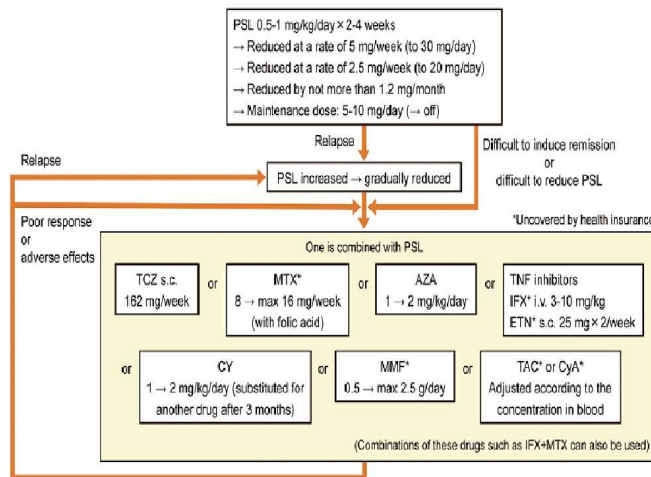 PSL 0.5-1 mg/kg/day × 2-4 weeks
→ Reduced at a rate of 5 mg/week (to 30 mg/day)
→ Reduced at a rate of 2.5 mg/week (to 20 mg/day)
→ Reduced by not more than 1.2 mg/month
→ Maintenance dose: 5-10 mg/day (→ off)
Relapse
Difficult to induce remission
or
difficult to reduce PSL
Relapse
PSL increased → gradually reduced
Poor response
or
adverse effects
*Uncovered by health insurance
One is combined with PSL
TCZ s.c.
162 mg/week
or
MTX*
8 → max 16 mg/week
(with folic acid)
or
AZA
1 → 2 mg/kg/day
or
TNF inhibitors
IFX* i.v. 3-10 mg/kg
ETN* s.c. 25 mg × 2/week
or
CY
1 → 2 mg/kg/day (substituted for
another drug after 3 months)
or
MMF*
0.5 → max 2.5 g/day
or
TAC* or CyA*
Adjusted according to the
concentration in blood
(Combinations of these drugs such as IFX+MTX can also be used)